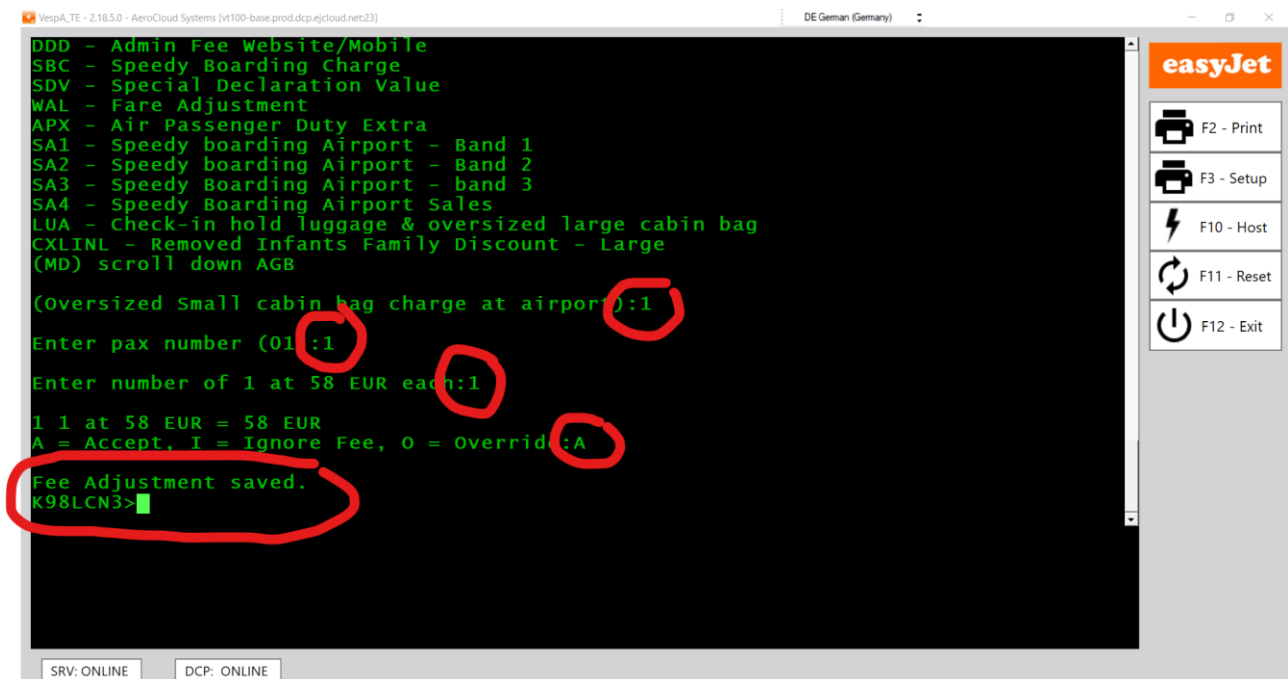 VespA_TE - 2.18.5.0 - AeroCloud Systems [vt100-base.prod.dcp.ejcloud.net:23]
DE German (Germany)
DDD - Admin Fee Website/Mobile
SBC - Speedy Boarding Charge
SDV - Special Declaration Value
WAL - Fare Adjustment
APX - Air Passenger Duty Extra
SA1 - Speedy boarding Airport - Band 1
SA2 - Speedy Boarding Airport - Band 2
SA3 - Speedy Boarding Airport - band 3
SA4 - Speedy Boarding Airport Sales
LUA - Check-in hold luggage & oversized large cabin bag
CXLINL - Removed Infants Family Discount - Large
(MD) scroll down AGB
(Oversized Small cabin bag charge at airport):1
Enter pax number (01):1
Enter number of 1 at 58 EUR each:1
1 1 at 58 EUR = 58 EUR
A = Accept, I = Ignore Fee, O = Override:A
Fee Adjustment saved.
K98LCN3>
easyJet
F2 - Print
F3 - Setup
F10 - Host
F11 - Reset
F12 - Exit
SRV: ONLINE
DCP: ONLINE